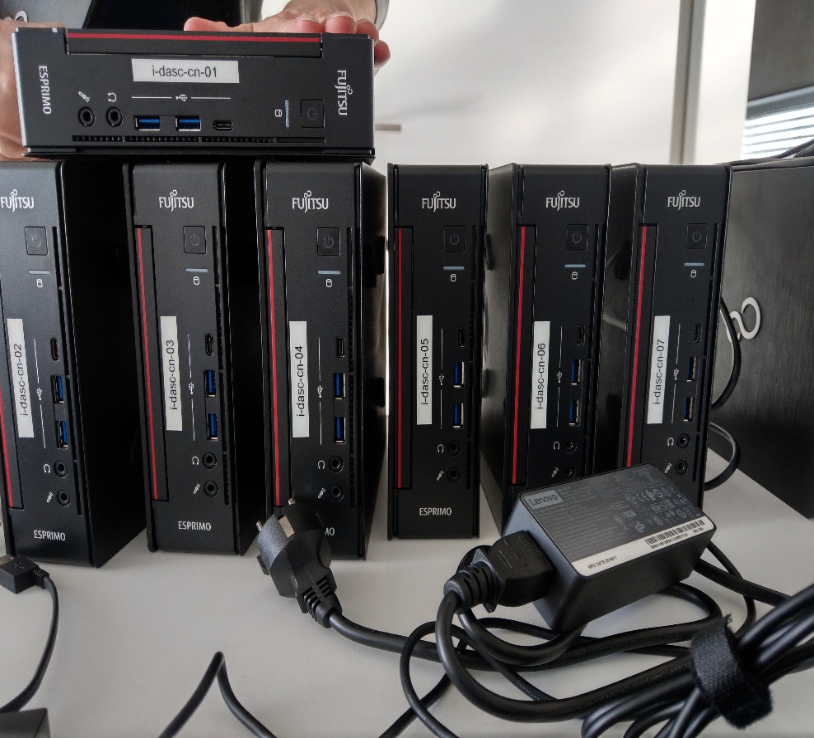 ESPRIMO
i-dasc-cn-01
FUJITSU
FUJITSU
i-dasc-cn-02
ESPRIMO
FUJITSU
i-dasc-cn-03
ESPRIMO
FUJITSU
i-dasc-cn-04
MO
FUJITSU
i-dasc-cn-05
ESPRIMO
FUJITSU
i-dasc-cn-06
FUJITSU
i-dasc-cn-07
Lenovo